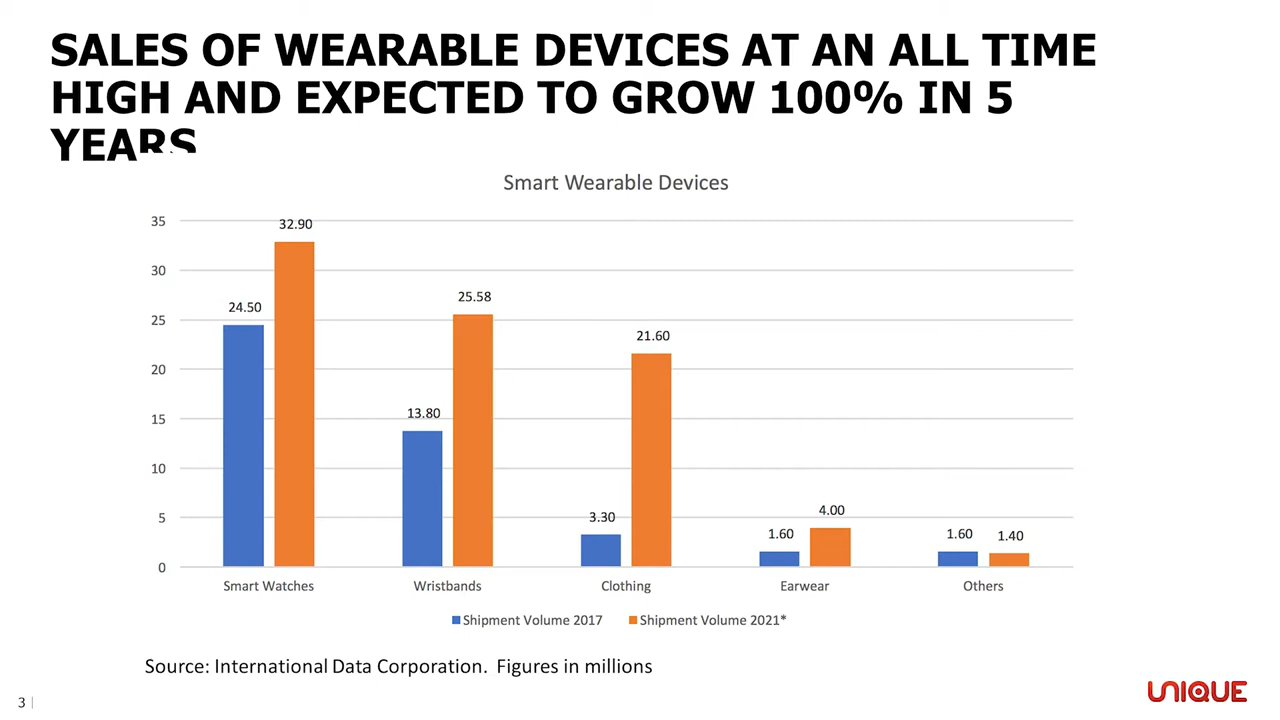 SALES OF WEARABLE DEVICES AT AN ALL TIME
HIGH AND EXPECTED TO GROW 100% IN 5
YEARS
Smart Wearable Devices
35
30
25
20
15
10
5
0
24.50
32.90
13.80
25.58
3.30
21.60
1.60
4.00
1.60
1.40
Smart Watches
Wristbands
Clothing
Earwear
Others
Shipment Volume 2017
Shipment Volume 2021*
Source: International Data Corporation. Figures in millions
3
UNIQUE